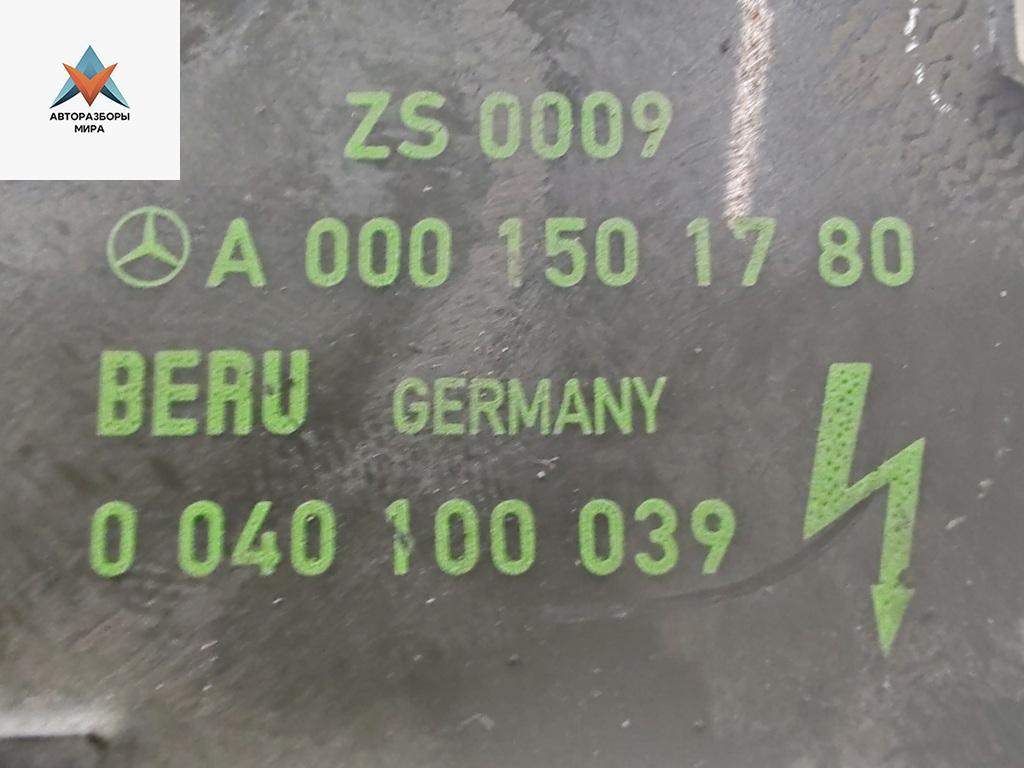 АВТОРАЗБОРЫ
МИРА
ZS 0009
A 000 150 17 80
BERU GERMANY
0 040 100 039